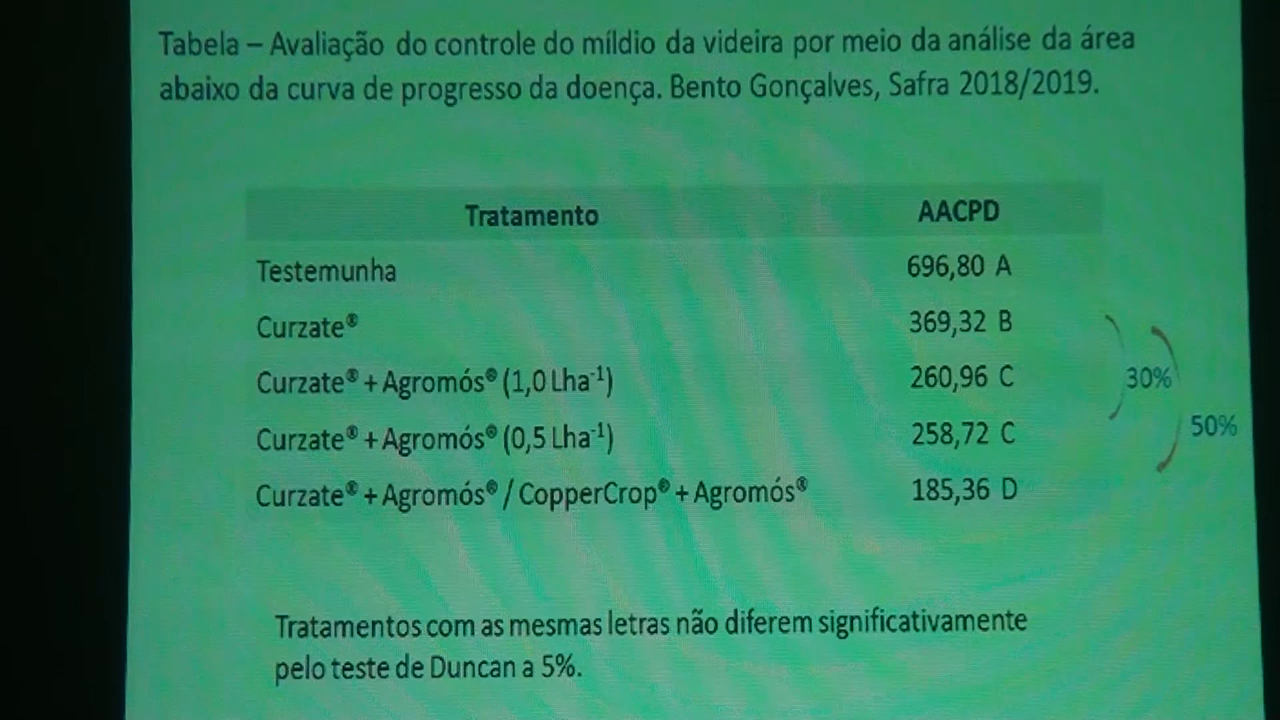 Tabela – Avaliação do controle do míldio da videira por meio da análise da área
abaixo da curva de progresso da doença. Bento Gonçalves, Safra 2018/2019.
Tratamento AACPD
Testemunha 696,80 A
Curzate® 369,32 B
Curzate® + Agromós® (1,0 Lha⁻¹) 260,96 C
30%
Curzate® + Agromós® (0,5 Lha⁻¹) 258,72 C
50%
Curzate® + Agromós® / CopperCrop® + Agromós® 185,36 D
Tratamentos com as mesmas letras não diferem significativamente
pelo teste de Duncan a 5%.